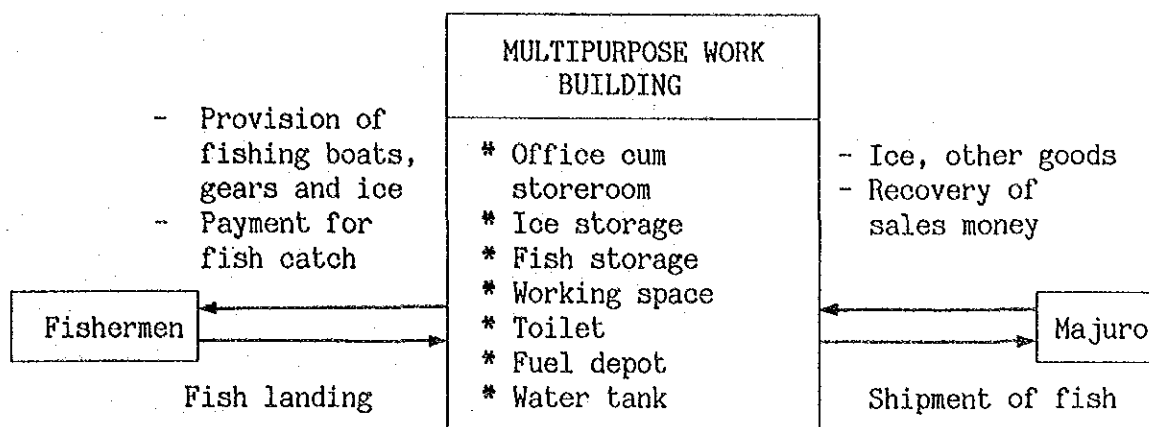 MULTIPURPOSE WORK
BUILDING
- Provision of
fishing boats,
gears and ice
- Payment for
fish catch
* Office cum
storeroom
* Ice storage
* Fish storage
* Working space
* Toilet
* Fuel depot
* Water tank
- Ice, other goods
- Recovery of
sales money
Fishermen
Majuro
Fish landing
Shipment of fish